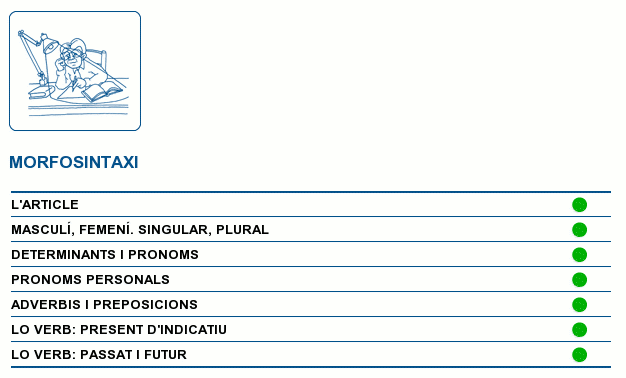 MORFOSINTAXI
L'ARTICLE
MASCULÍ, FEMENÍ. SINGULAR, PLURAL
DETERMINANTS I PRONOMS
PRONOMS PERSONALS
ADVERBIS I PREPOSICIONS
LO VERB: PRESENT D'INDICATIU
LO VERB: PASSAT I FUTUR